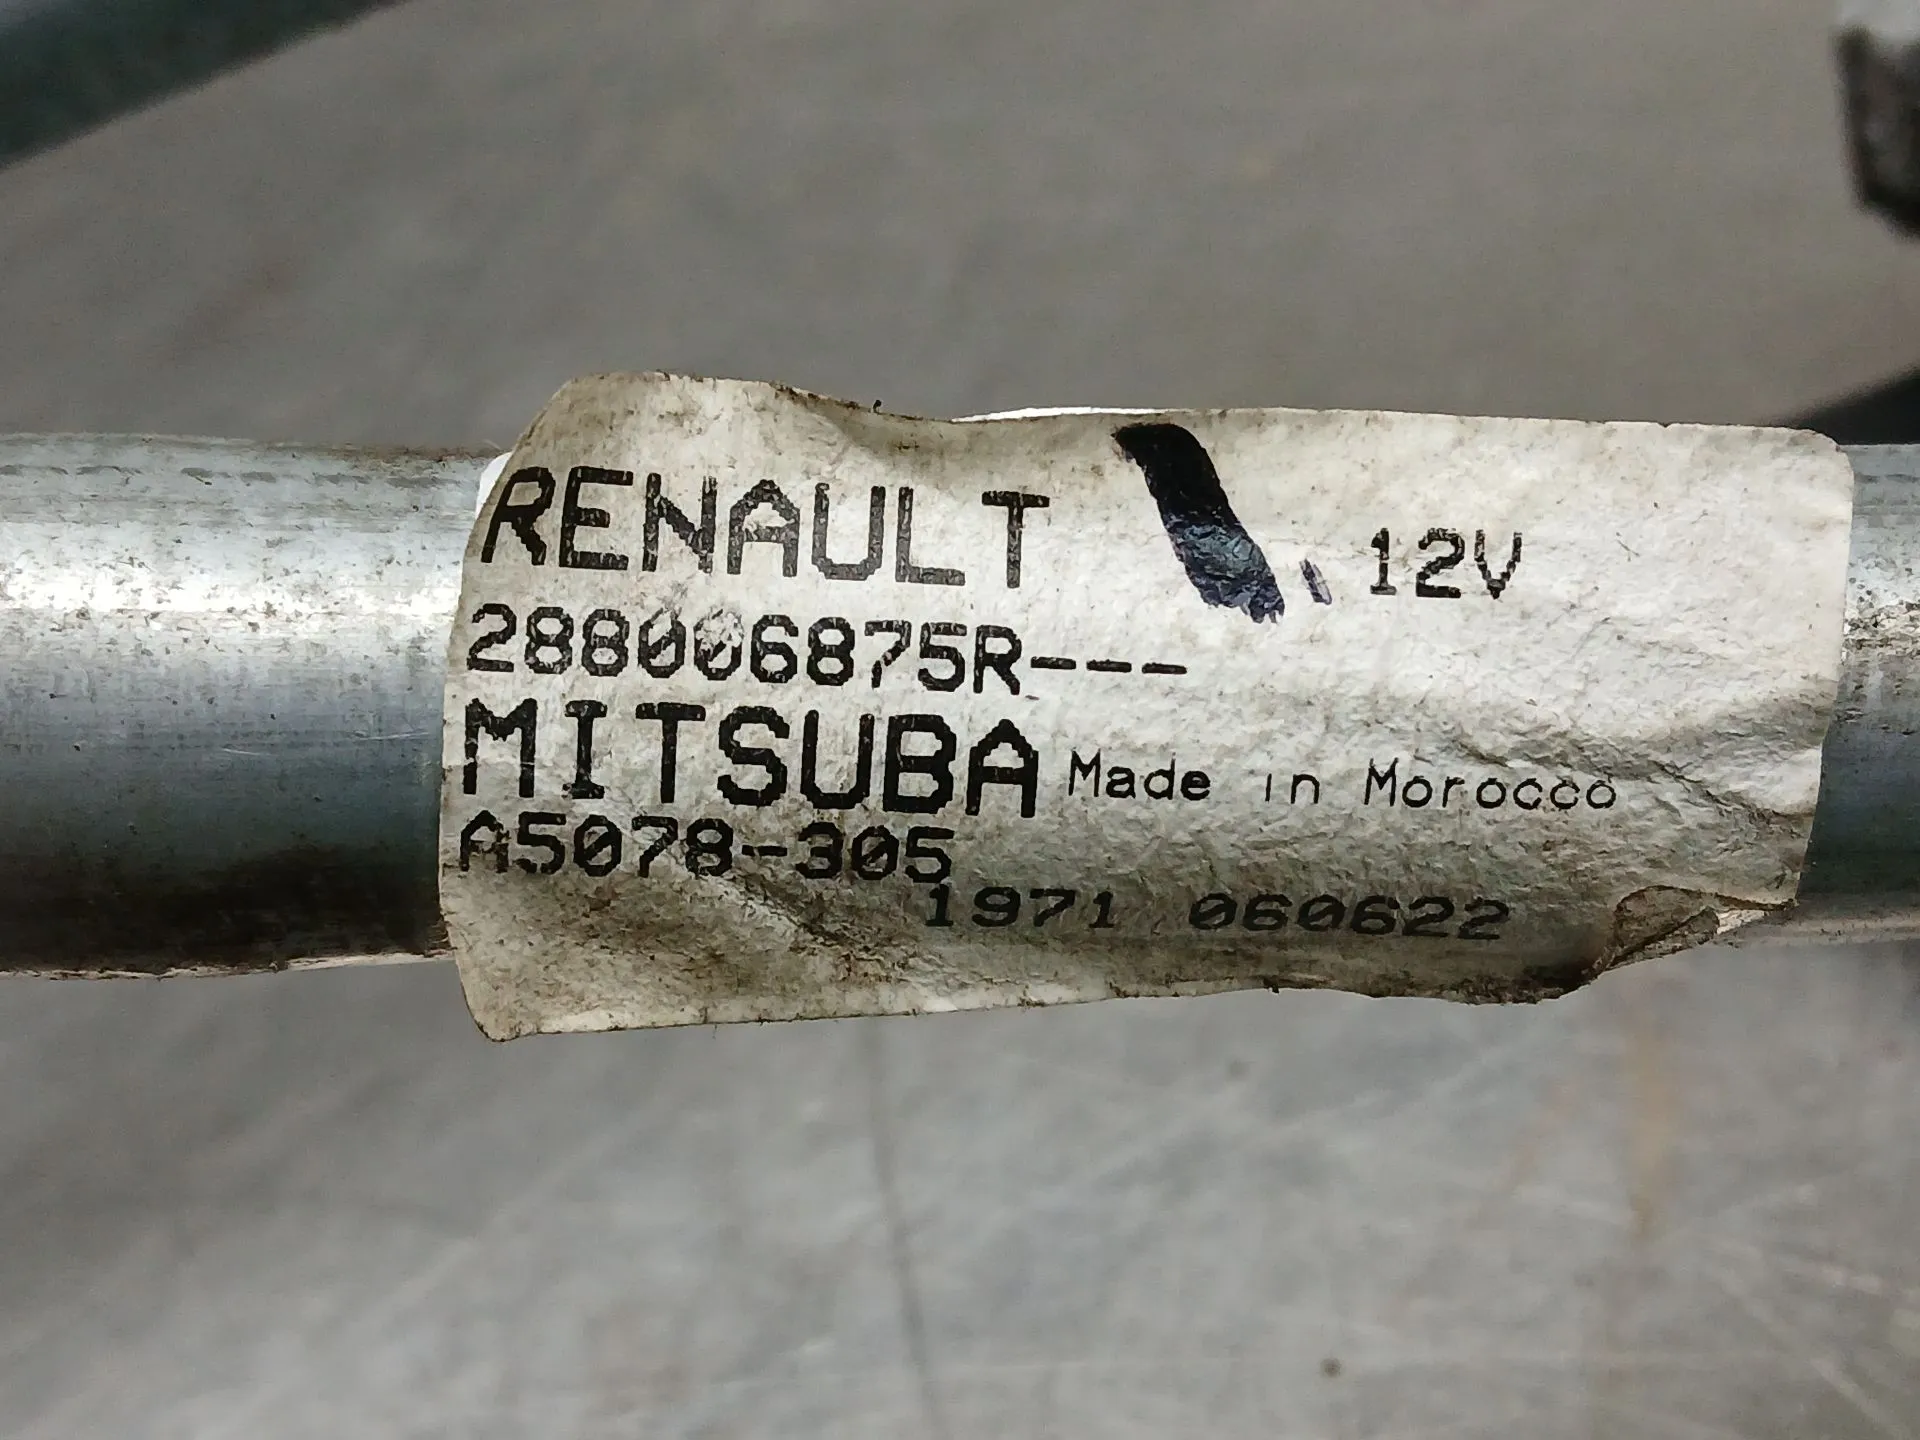 RENAULT 12V
288006875R---
MITSUBA Made in Morocco
A5078-305
1971 060622